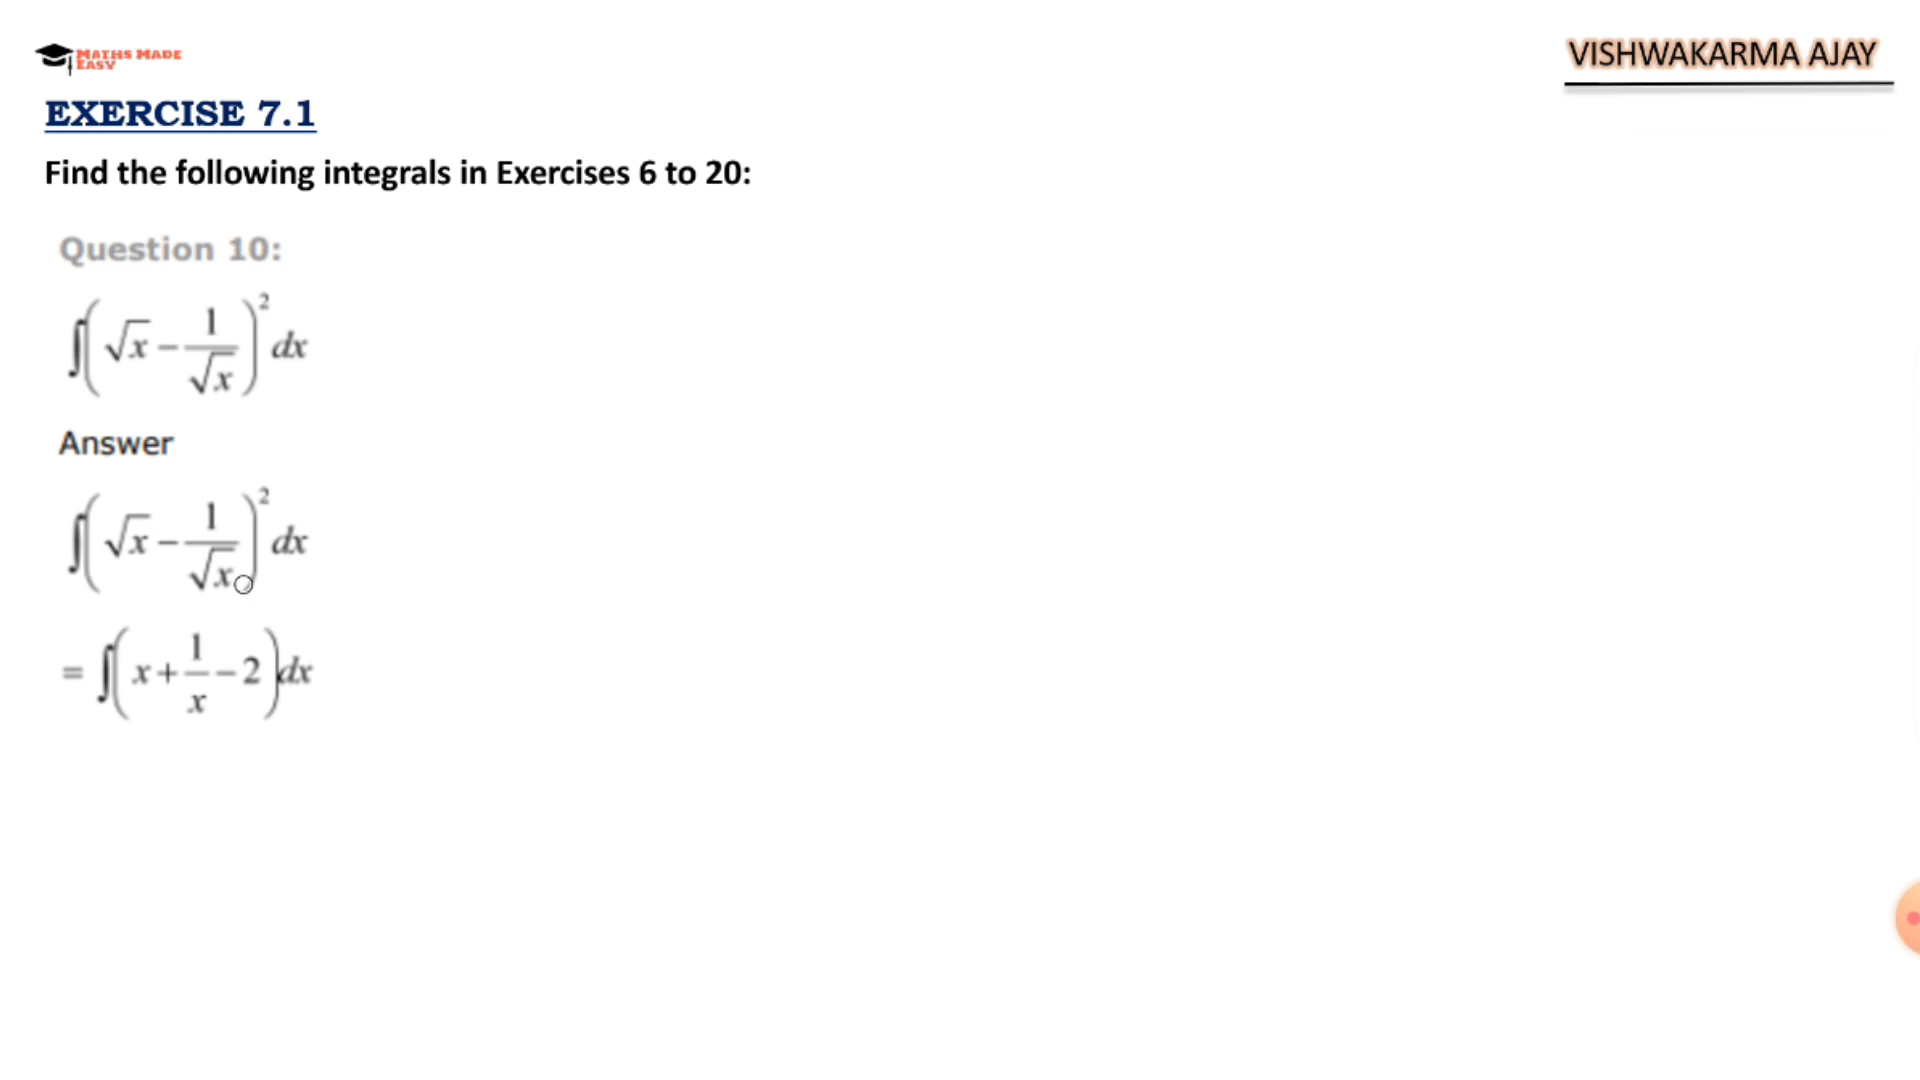 MATHS MADE
EASY
VISHWAKARMA AJAY
EXERCISE 7.1
Find the following integrals in Exercises 6 to 20:
Question 10:
∫(√x − 1/√x)² dx
Answer
∫(√x − 1/√x)² dx
= ∫(x + 1/x − 2)dx